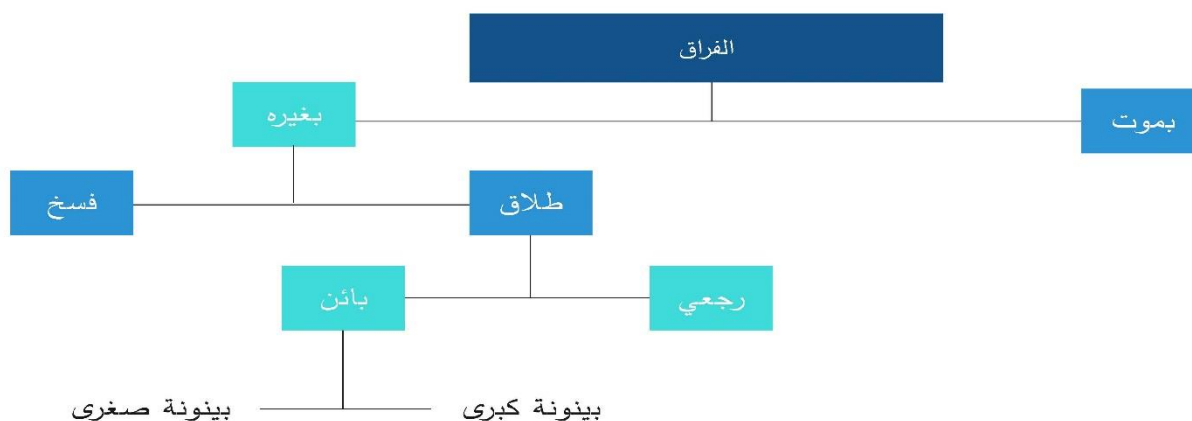 الفراق
بموت
بغيره
طلاق
فسخ
رجعي
بائن
بينونة كبرى
بينونة صغرى